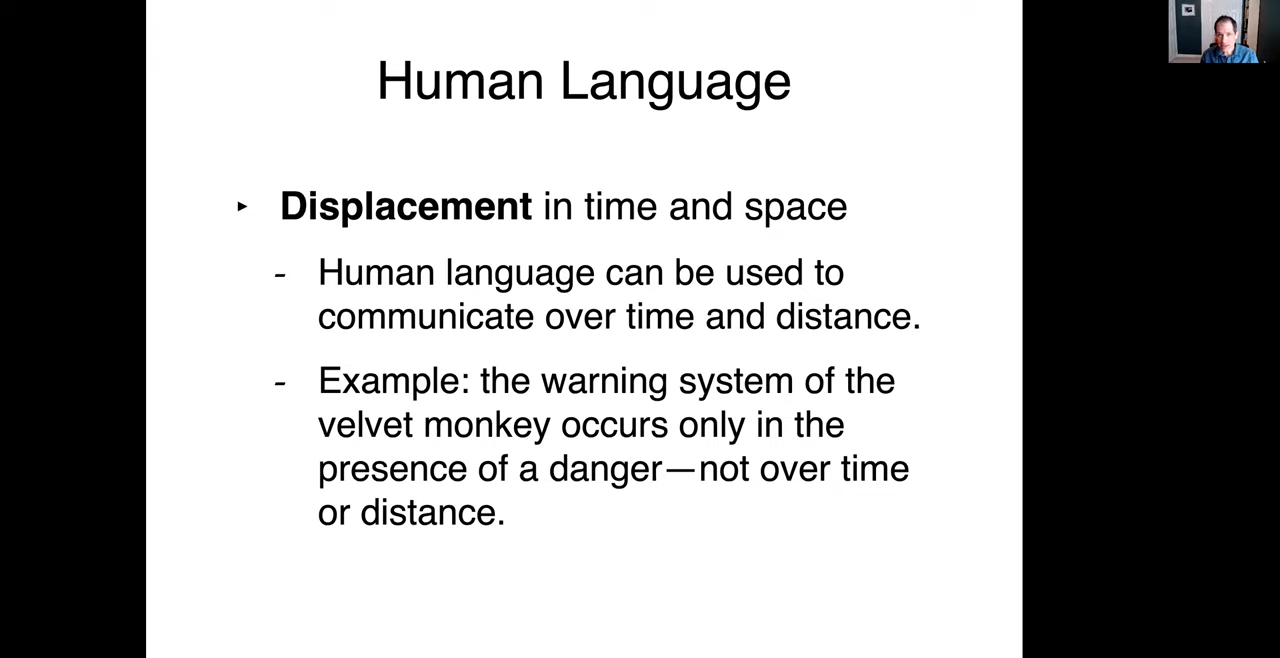 Human Language
‣ Displacement in time and space
- Human language can be used to
communicate over time and distance.
- Example: the warning system of the
velvet monkey occurs only in the
presence of a danger—not over time
or distance.